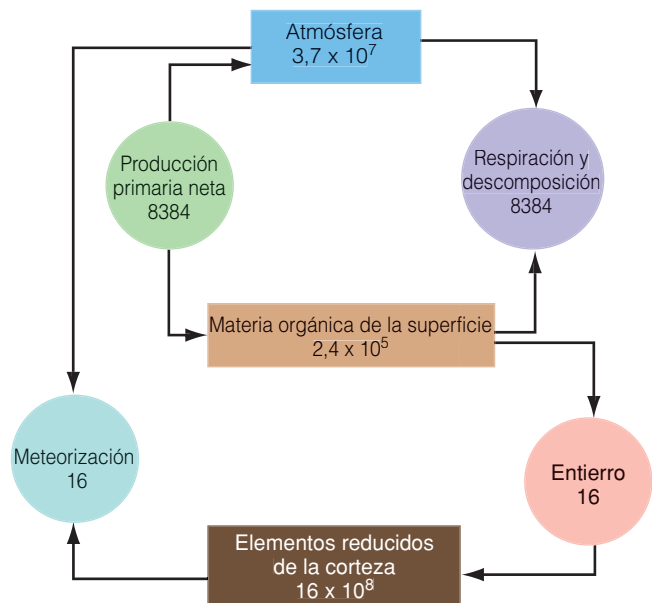 Atmósfera
3,7 x 10⁷
Producción
primaria neta
8384
Respiración y
descomposición
8384
Materia orgánica de la superficie
2,4 x 10⁵
Meteorización
16
Entierro
16
Elementos reducidos
de la corteza
16 x 10⁸